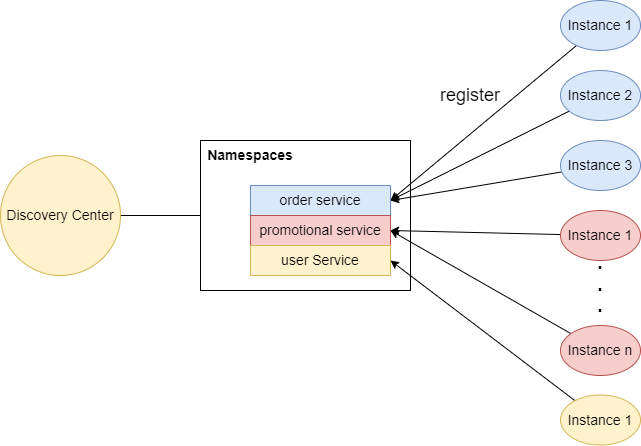 Instance 1
Instance 2
register
Namespaces
Instance 3
order service
Discovery Center
promotional service
Instance 1
user Service
Instance n
Instance 1